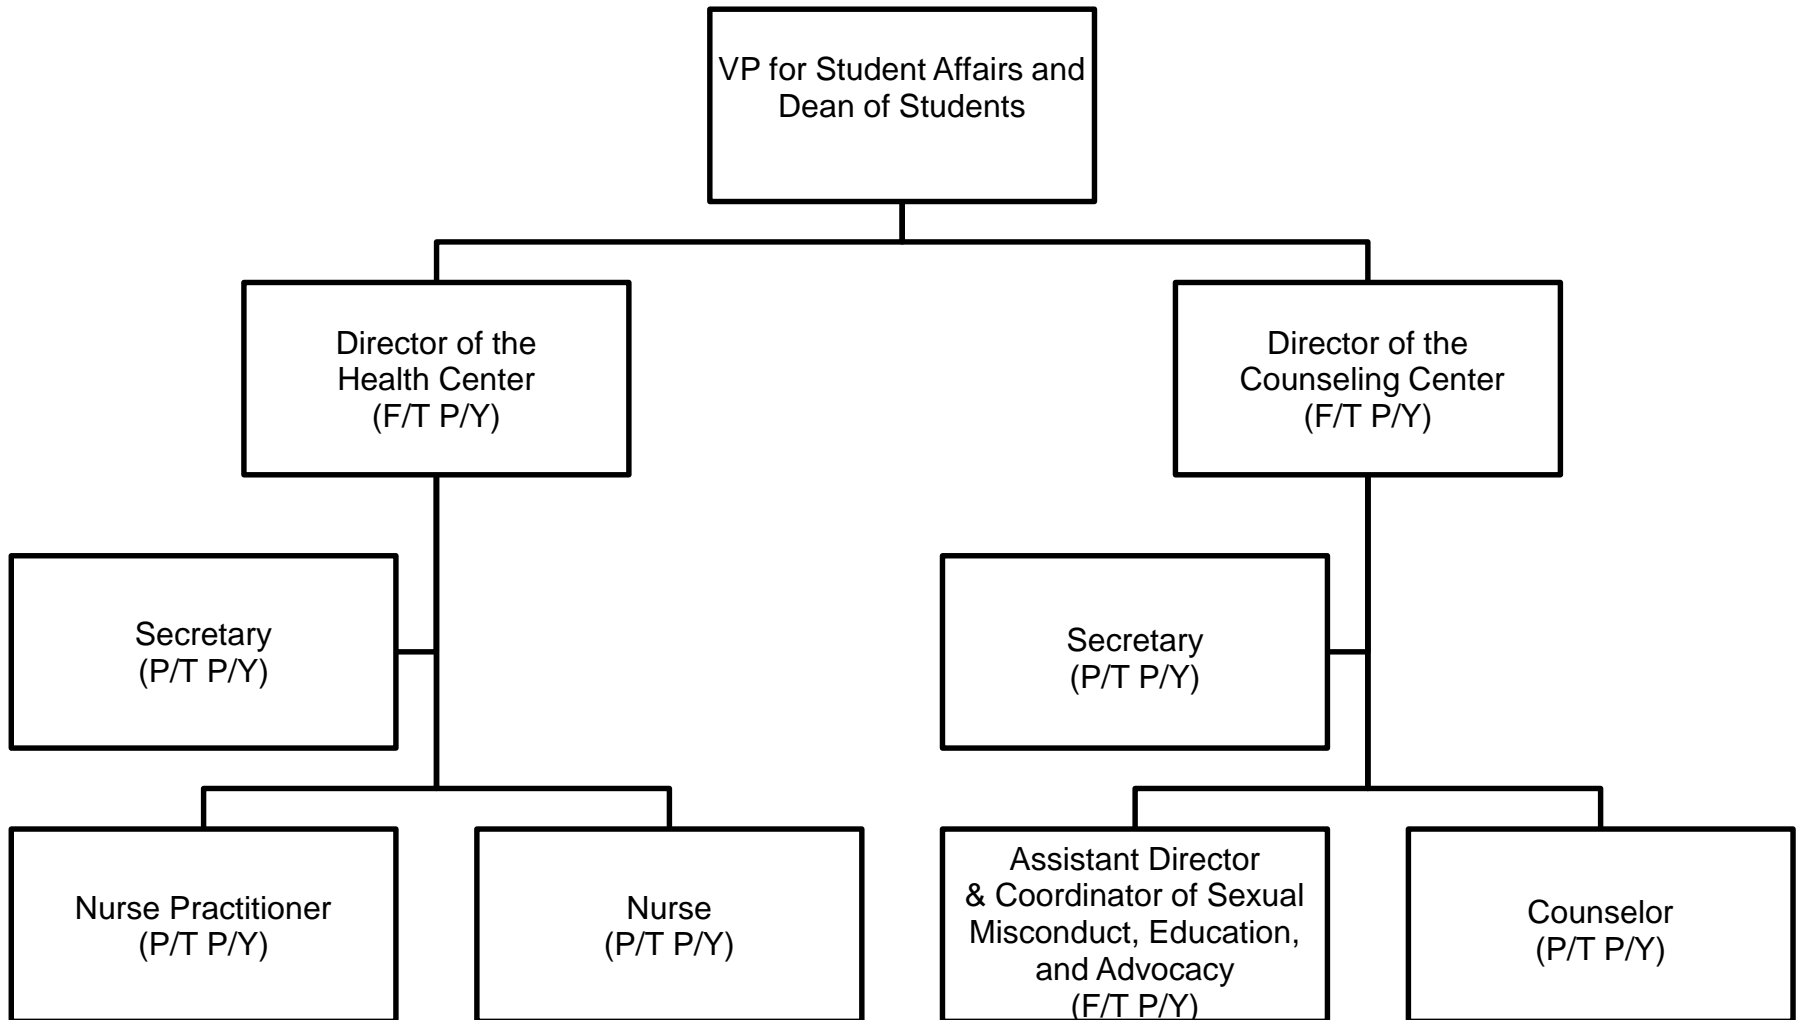 VP for Student Affairs and
Dean of Students
Director of the
Health Center
(F/T P/Y)
Director of the
Counseling Center
(F/T P/Y)
Secretary
(P/T P/Y)
Secretary
(P/T P/Y)
Nurse Practitioner
(P/T P/Y)
Nurse
(P/T P/Y)
Assistant Director
& Coordinator of Sexual
Misconduct, Education,
and Advocacy
(F/T P/Y)
Counselor
(P/T P/Y)